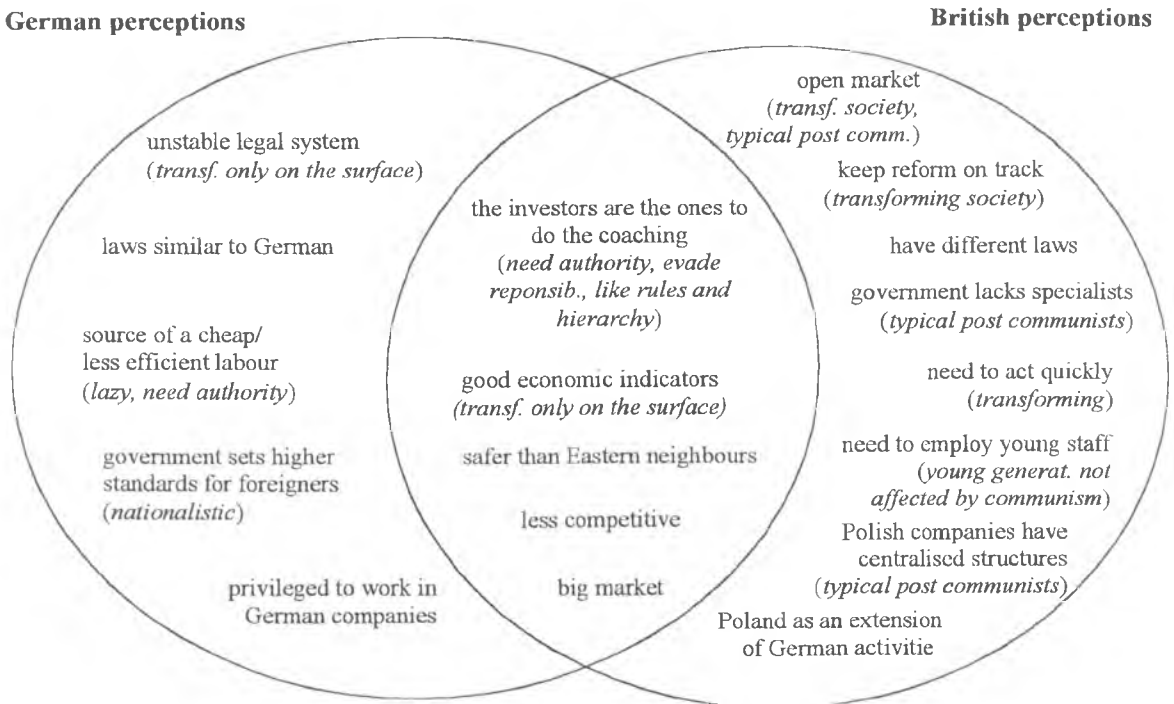 German perceptions
British perceptions
unstable legal system
(transf. only on the surface)
laws similar to German
source of a cheap/
less efficient labour
(lazy, need authority)
government sets higher
standards for foreigners
(nationalistic)
privileged to work in
German companies
the investors are the ones to
do the coaching
(need authority, evade
reponsib., like rules and
hierarchy)
good economic indicators
(transf. only on the surface)
safer than Eastern neighbours
less competitive
big market
open market
(transf. society,
typical post comm.)
keep reform on track
(transforming society)
have different laws
government lacks specialists
(typical post communists)
need to act quickly
(transforming)
need to employ young staff
(young generat. not
affected by communism)
Polish companies have
centralised structures
(typical post communists)
Poland as an extension
of German activitie